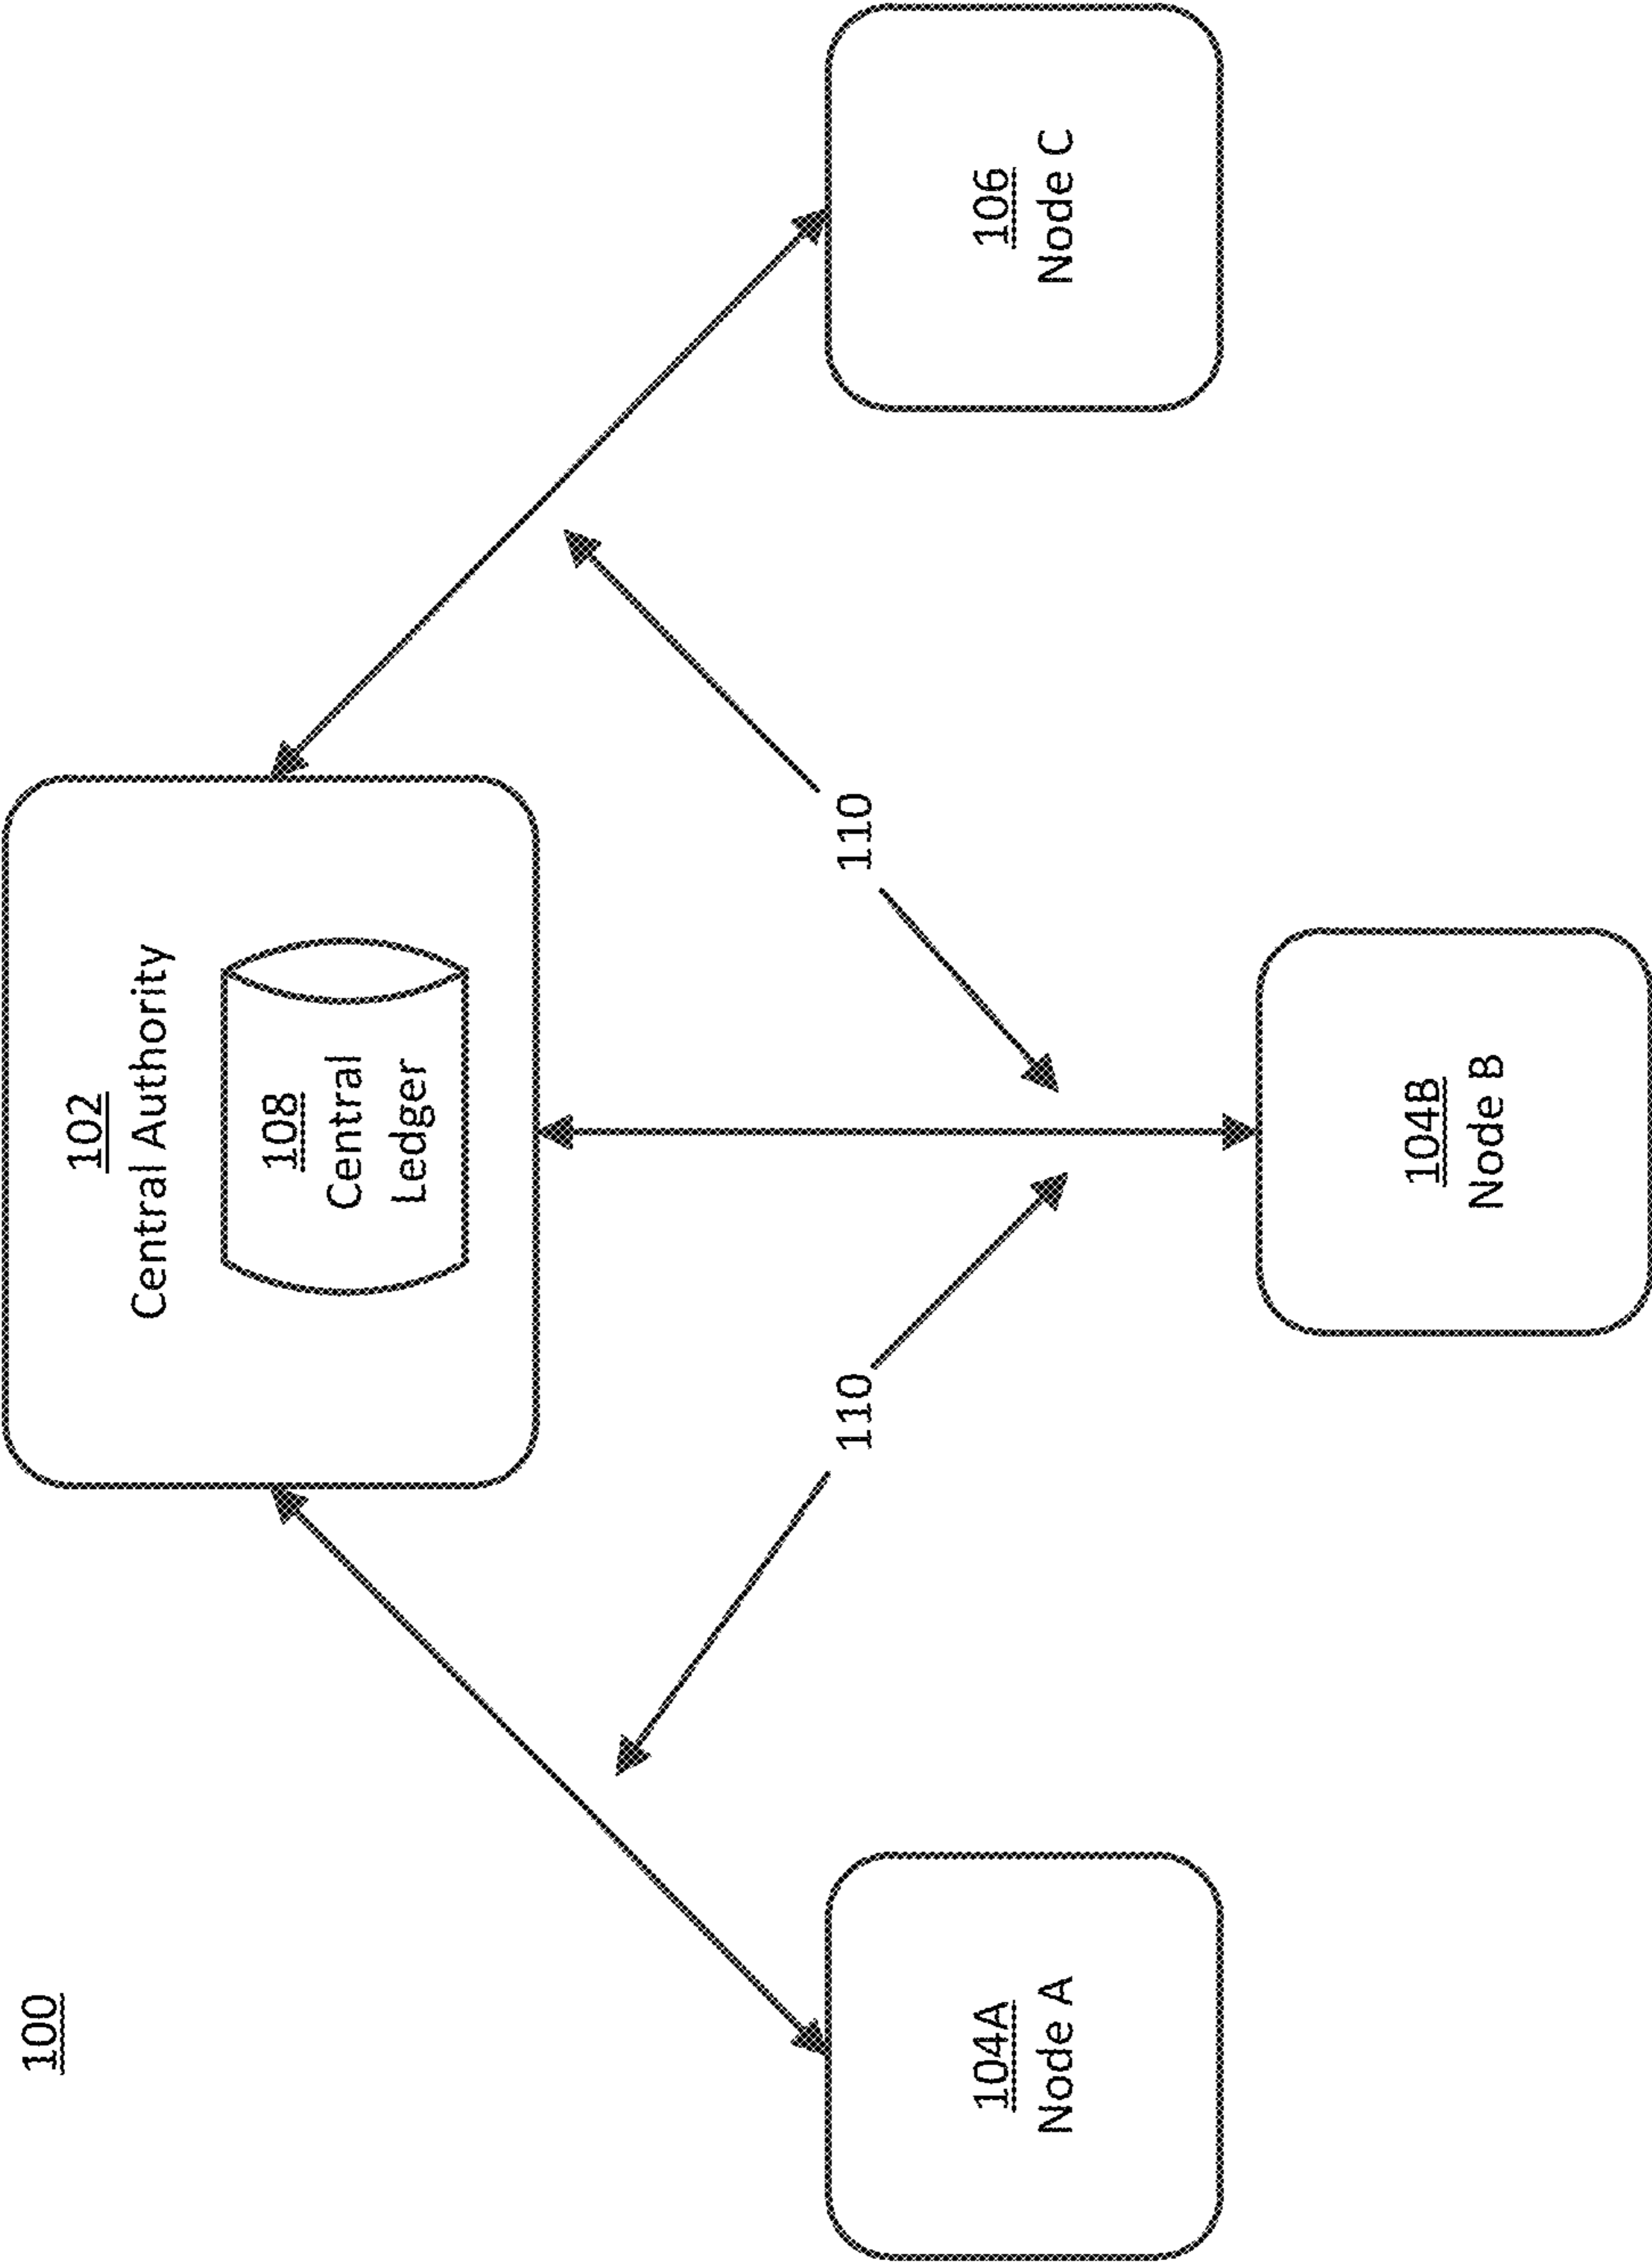 100
102
Central Authority
108
Central
Ledger
110
110
104A
Node A
104B
Node B
106
Node C